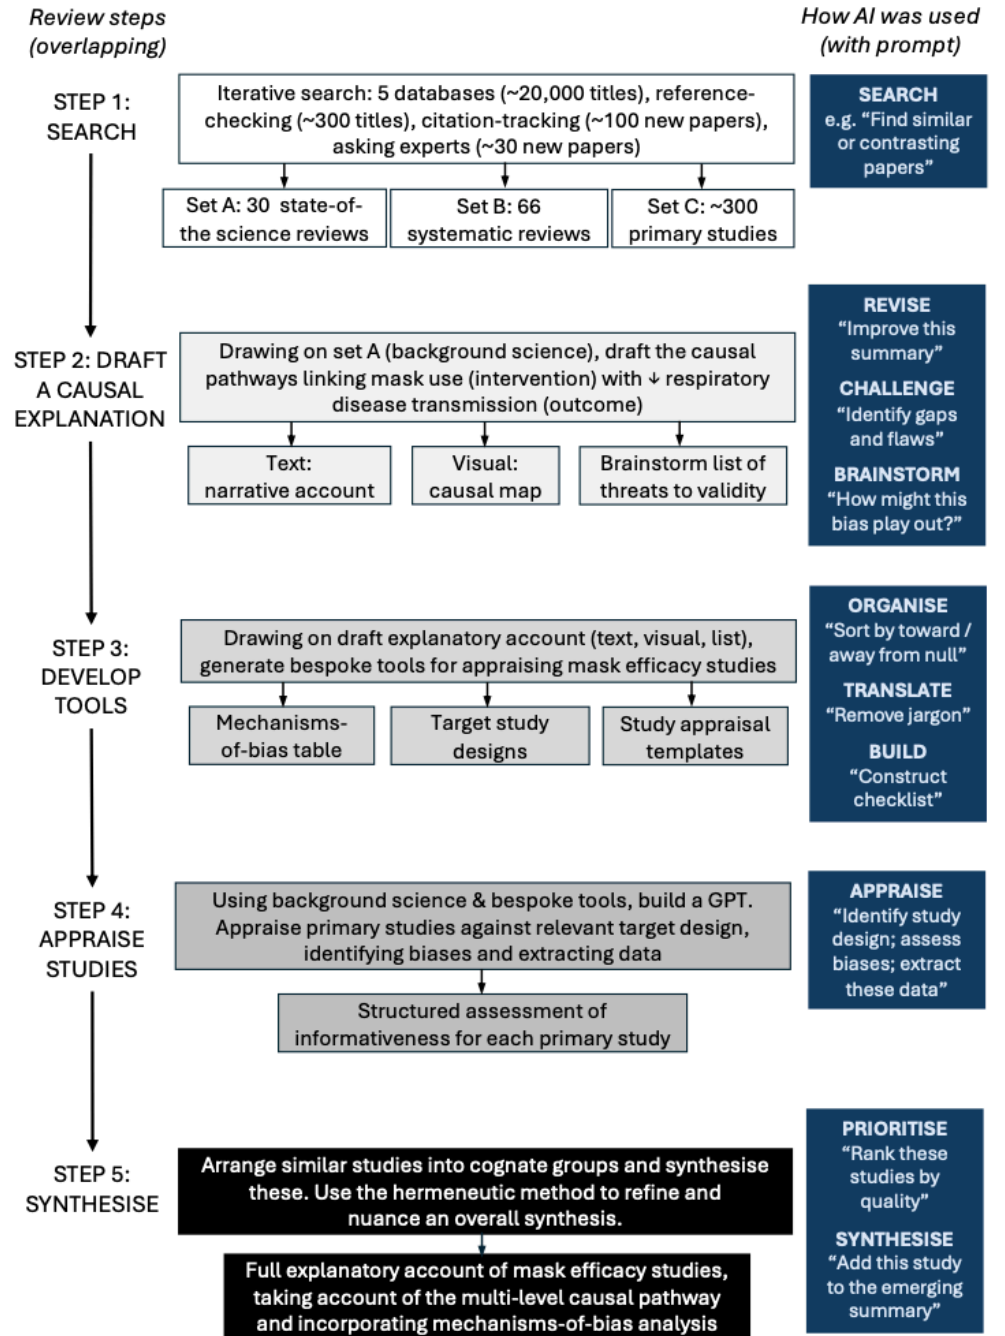 Review steps
(overlapping)
How AI was used
(with prompt)
STEP 1:
SEARCH
Iterative search: 5 databases (~20,000 titles), reference-
checking (~300 titles), citation-tracking (~100 new papers),
asking experts (~30 new papers)
SEARCH
e.g. “Find similar
or contrasting
papers”
Set A: 30 state-of-
the science reviews
Set B: 66
systematic reviews
Set C: ~300
primary studies
STEP 2: DRAFT
A CAUSAL
EXPLANATION
Drawing on set A (background science), draft the causal
pathways linking mask use (intervention) with ↓ respiratory
disease transmission (outcome)
Text:
narrative account
Visual:
causal map
Brainstorm list of
threats to validity
REVISE
“Improve this
summary”
CHALLENGE
“Identify gaps
and flaws”
BRAINSTORM
“How might this
bias play out?”
STEP 3:
DEVELOP
TOOLS
Drawing on draft explanatory account (text, visual, list),
generate bespoke tools for appraising mask efficacy studies
Mechanisms-
of-bias table
Target study
designs
Study appraisal
templates
ORGANISE
“Sort by toward /
away from null”
TRANSLATE
“Remove jargon”
BUILD
“Construct
checklist”
STEP 4:
APPRAISE
STUDIES
Using background science & bespoke tools, build a GPT.
Appraise primary studies against relevant target design,
identifying biases and extracting data
Structured assessment of
informativeness for each primary study
APPRAISE
“Identify study
design; assess
biases; extract
these data”
STEP 5:
SYNTHESISE
Arrange similar studies into cognate groups and synthesise
these. Use the hermeneutic method to refine and
nuance an overall synthesis.
Full explanatory account of mask efficacy studies,
taking account of the multi-level causal pathway
and incorporating mechanisms-of-bias analysis
PRIORITISE
“Rank these
studies by
quality”
SYNTHESISE
“Add this study
to the emerging
summary”